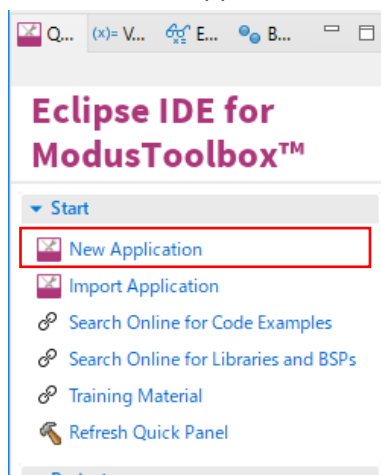 Q... (x)= V... E... B...
Eclipse IDE for
ModusToolbox™
Start
New Application
Import Application
Search Online for Code Examples
Search Online for Libraries and BSPs
Training Material
Refresh Quick Panel